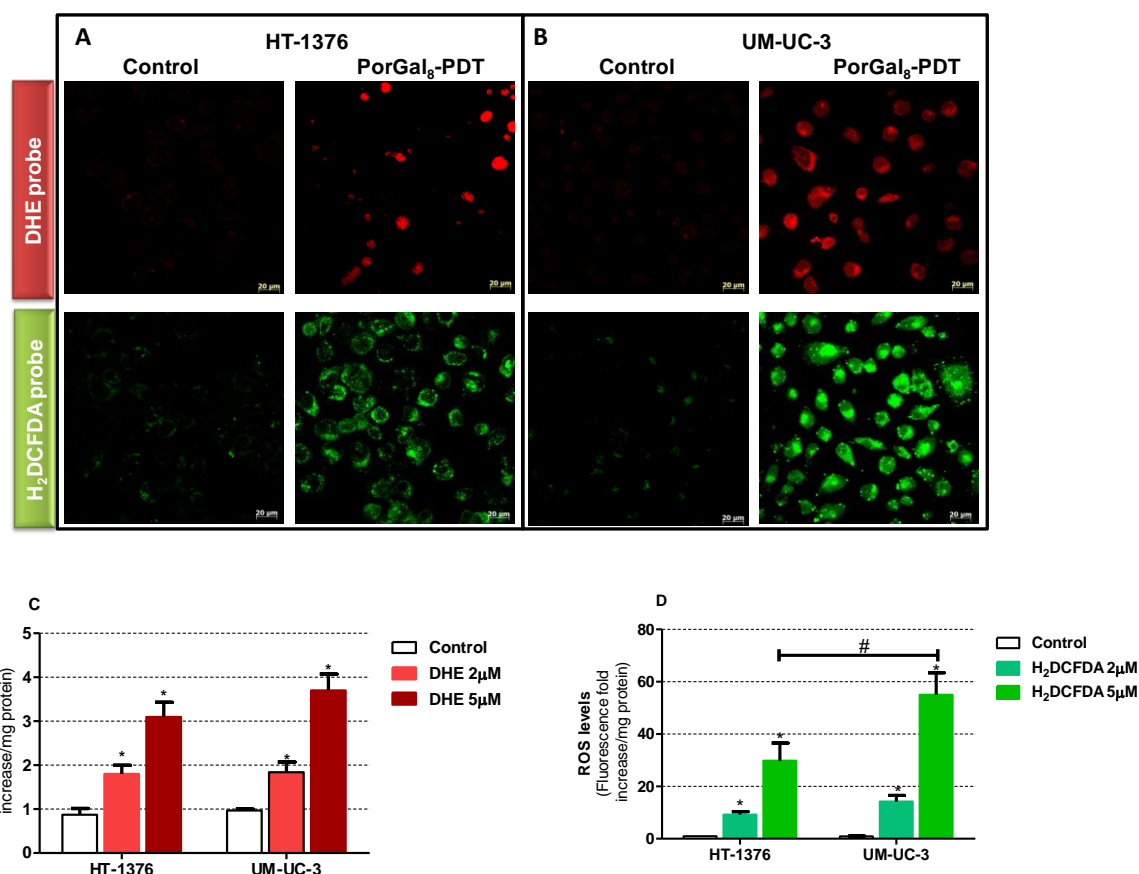 A
HT-1376
B
UM-UC-3
Control
PorGal₈-PDT
Control
PorGal₈-PDT
DHE probe
20 µm
20 µm
20 µm
20 µm
H₂DCFDA probe
20 µm
20 µm
20 µm
20 µm
C
increase/mg protein)
5
4
3
2
1
0
*
*
*
*
HT-1376
UM-UC-3
Control
DHE 2µM
DHE 5µM
D
ROS levels
(Fluorescence fold
increase/mg protein)
80
60
40
20
0
#
*
*
*
*
HT-1376
UM-UC-3
Control
H₂DCFDA 2µM
H₂DCFDA 5µM